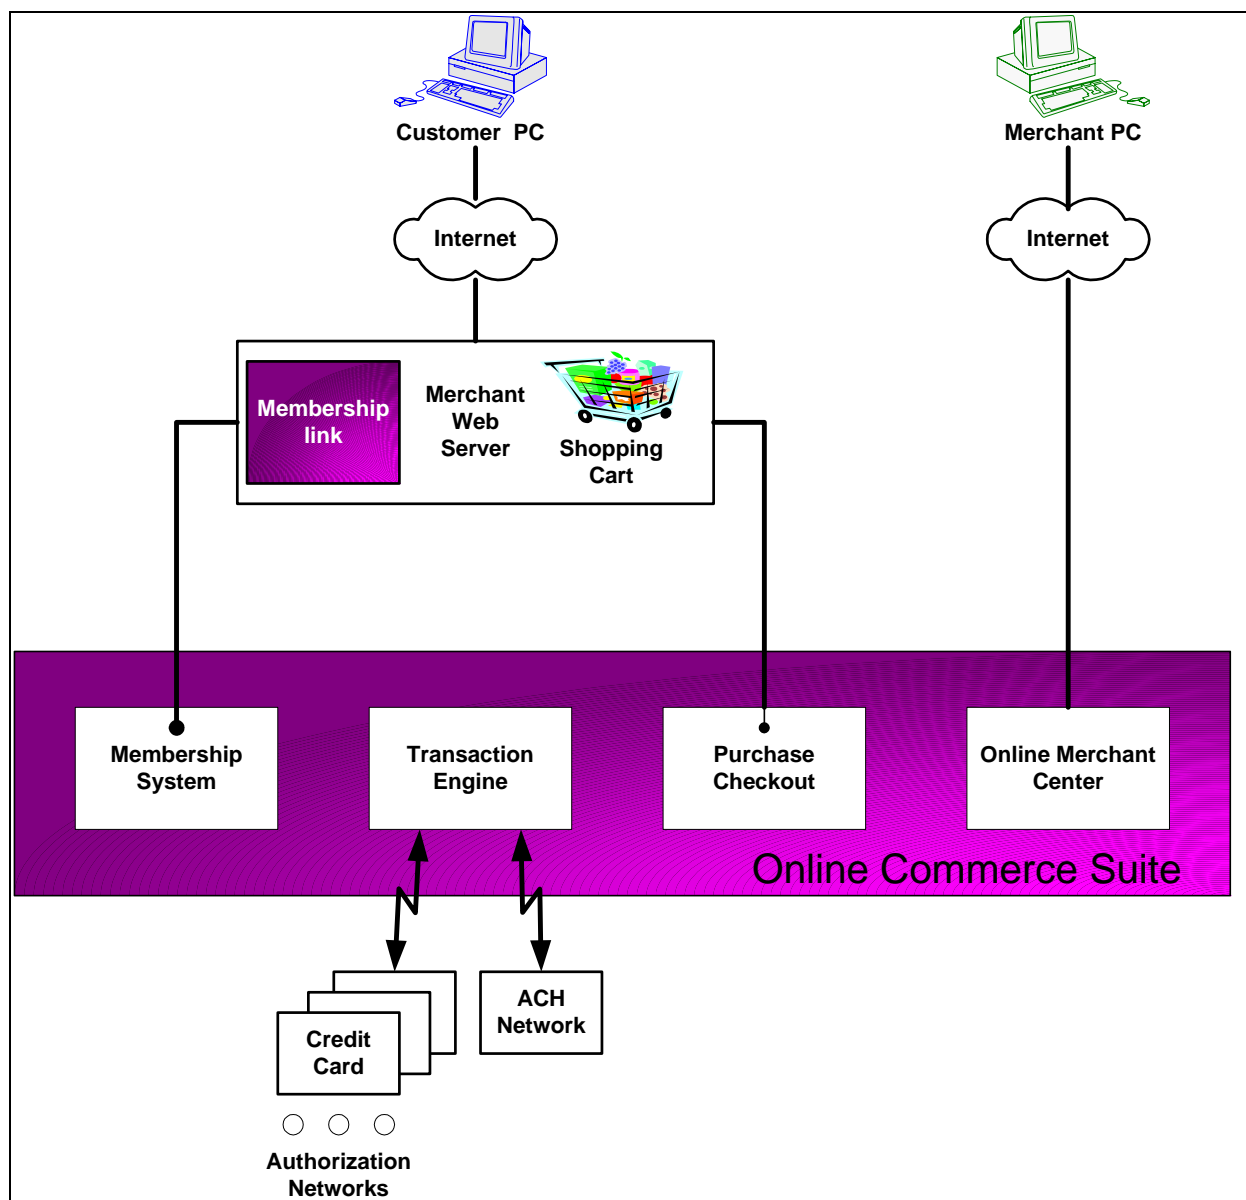 Customer PC
Merchant PC
Internet
Internet
Membership
link
Merchant
Web
Server
Shopping
Cart
Membership
System
Transaction
Engine
Purchase
Checkout
Online Merchant
Center
Online Commerce Suite
Credit
Card
ACH
Network
Authorization
Networks